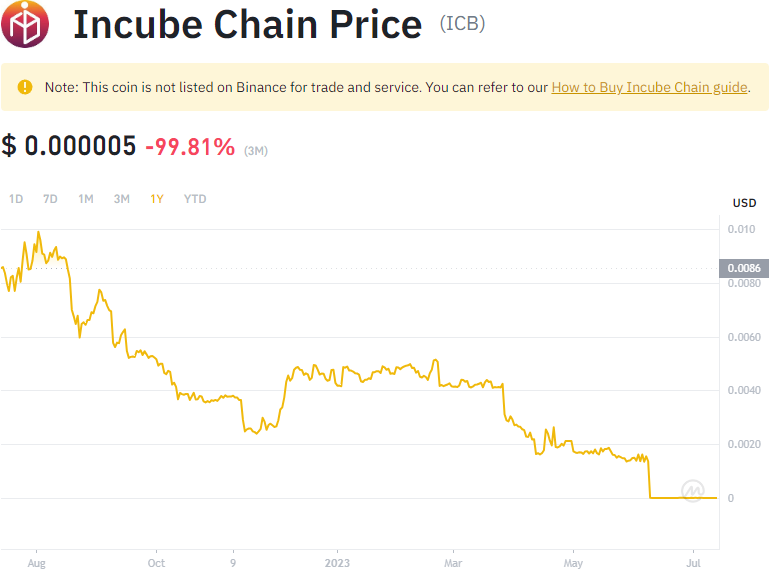 Incube Chain Price (ICB)
Note: This coin is not listed on Binance for trade and service. You can refer to our How to Buy Incube Chain guide.
$ 0.000005 -99.81% (3M)
1D 7D 1M 3M 1Y YTD
USD
0.010
0.0086
0.0080
0.0060
0.0040
0.0020
0
Aug Oct 9 2023 Mar May Jul